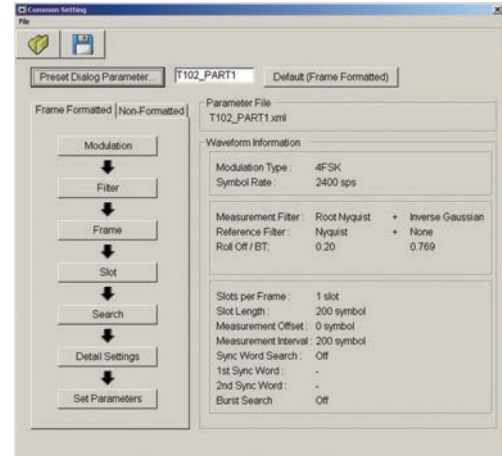 Common Setting
File
Preset Dialog Parameter... T102_PART1 Default (Frame Formatted)
Frame Formatted Non-Formatted
Modulation
Filter
Frame
Slot
Search
Detail Settings
Set Parameters
Parameter File
T102_PART1.xml
Waveform Information
Modulation Type : 4FSK
Symbol Rate : 2400 sps
Measurement Filter : Root Nyquist + Inverse Gaussian
Reference Filter : Nyquist + None
Roll Off / BT: 0.20 0.769
Slots per Frame : 1 slot
Slot Length : 200 symbol
Measurement Offset : 0 symbol
Measurement Interval : 200 symbol
Sync Word Search : Off
1st Sync Word : -
2nd Sync Word : -
Burst Search Off